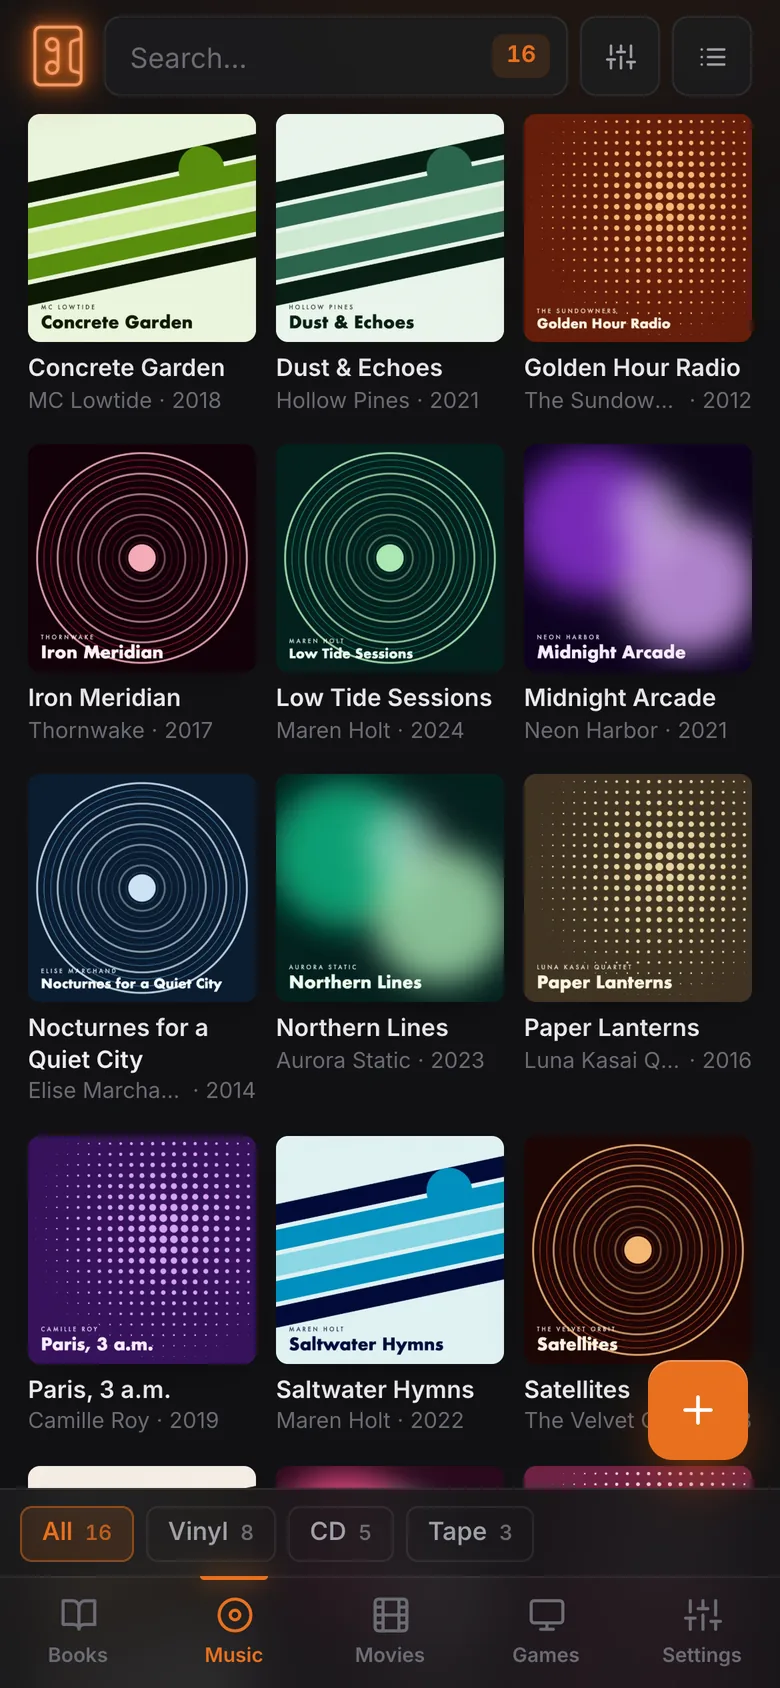 Search...
16
MC LOWTIDE
Concrete Garden
HOLLOW PINES
Dust & Echoes
THE SUNDOWNERS
Golden Hour Radio
Concrete Garden
MC Lowtide · 2018
Dust & Echoes
Hollow Pines · 2021
Golden Hour Radio
The Sundow... · 2012
THORNWAKE
Iron Meridian
MAREN HOLT
Low Tide Sessions
NEON HARBOR
Midnight Arcade
Iron Meridian
Thornwake · 2017
Low Tide Sessions
Maren Holt · 2024
Midnight Arcade
Neon Harbor · 2021
ELISE MARCHAND
Nocturnes for a Quiet City
AURORA STATIC
Northern Lines
LUNA KASAI QUARTET
Paper Lanterns
Nocturnes for a
Quiet City
Elise Marcha... · 2014
Northern Lines
Aurora Static · 2023
Paper Lanterns
Luna Kasai Q... · 2016
CAMILLE ROY
Paris, 3 a.m.
MAREN HOLT
Saltwater Hymns
THE VELVET ORBIT
Satellites
Paris, 3 a.m.
Camille Roy · 2019
Saltwater Hymns
Maren Holt · 2022
Satellites
The Velvet
All 16
Vinyl 8
CD 5
Tape 3
Books
Music
Movies
Games
Settings